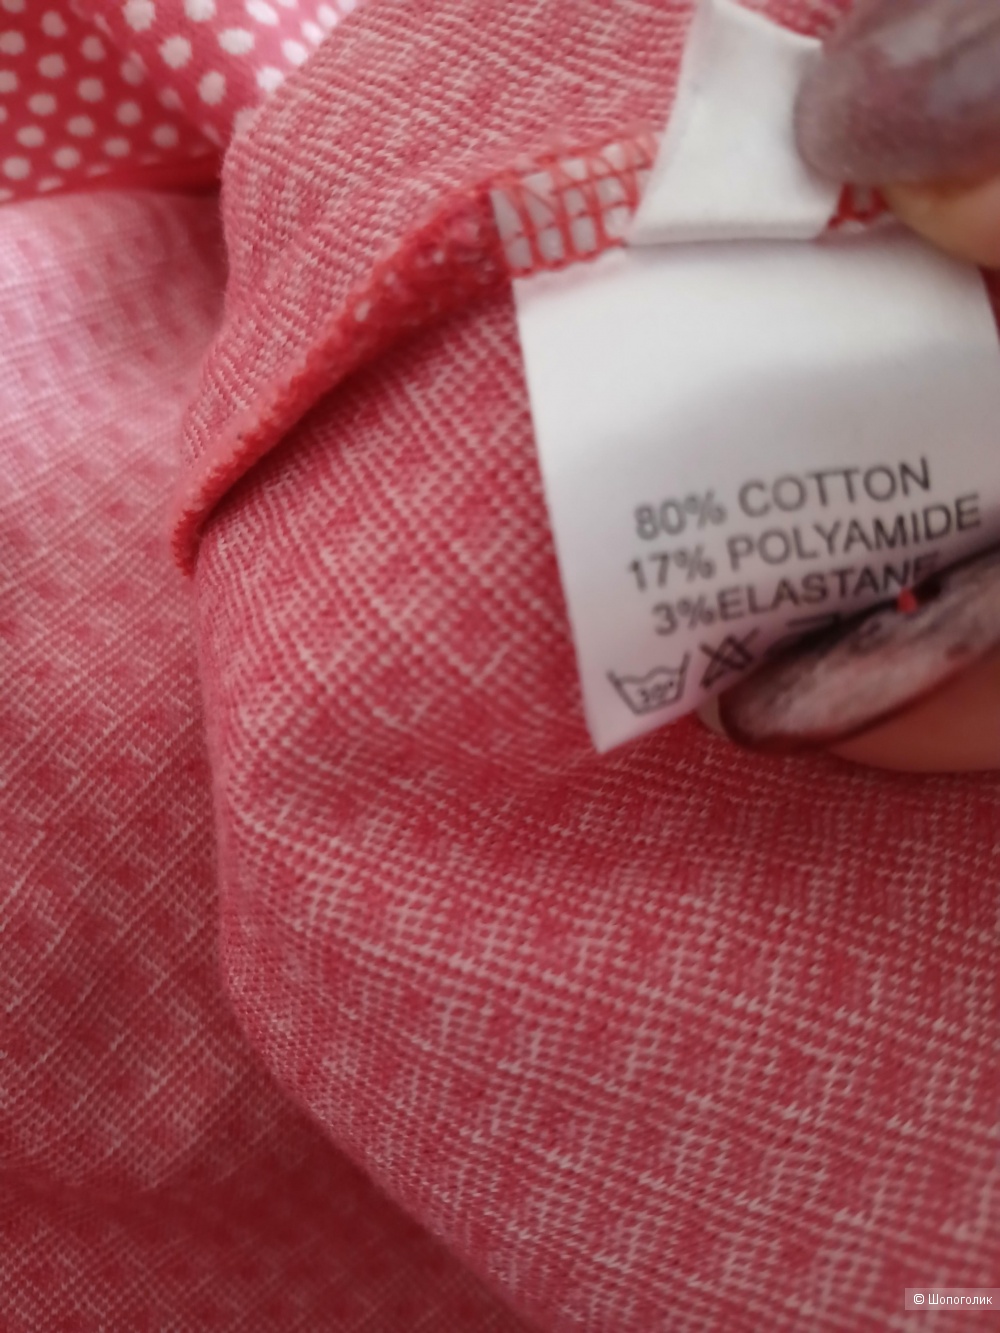 80% COTTON
17% POLYAMIDE
3%ELASTANE
30°
© Шопоголик